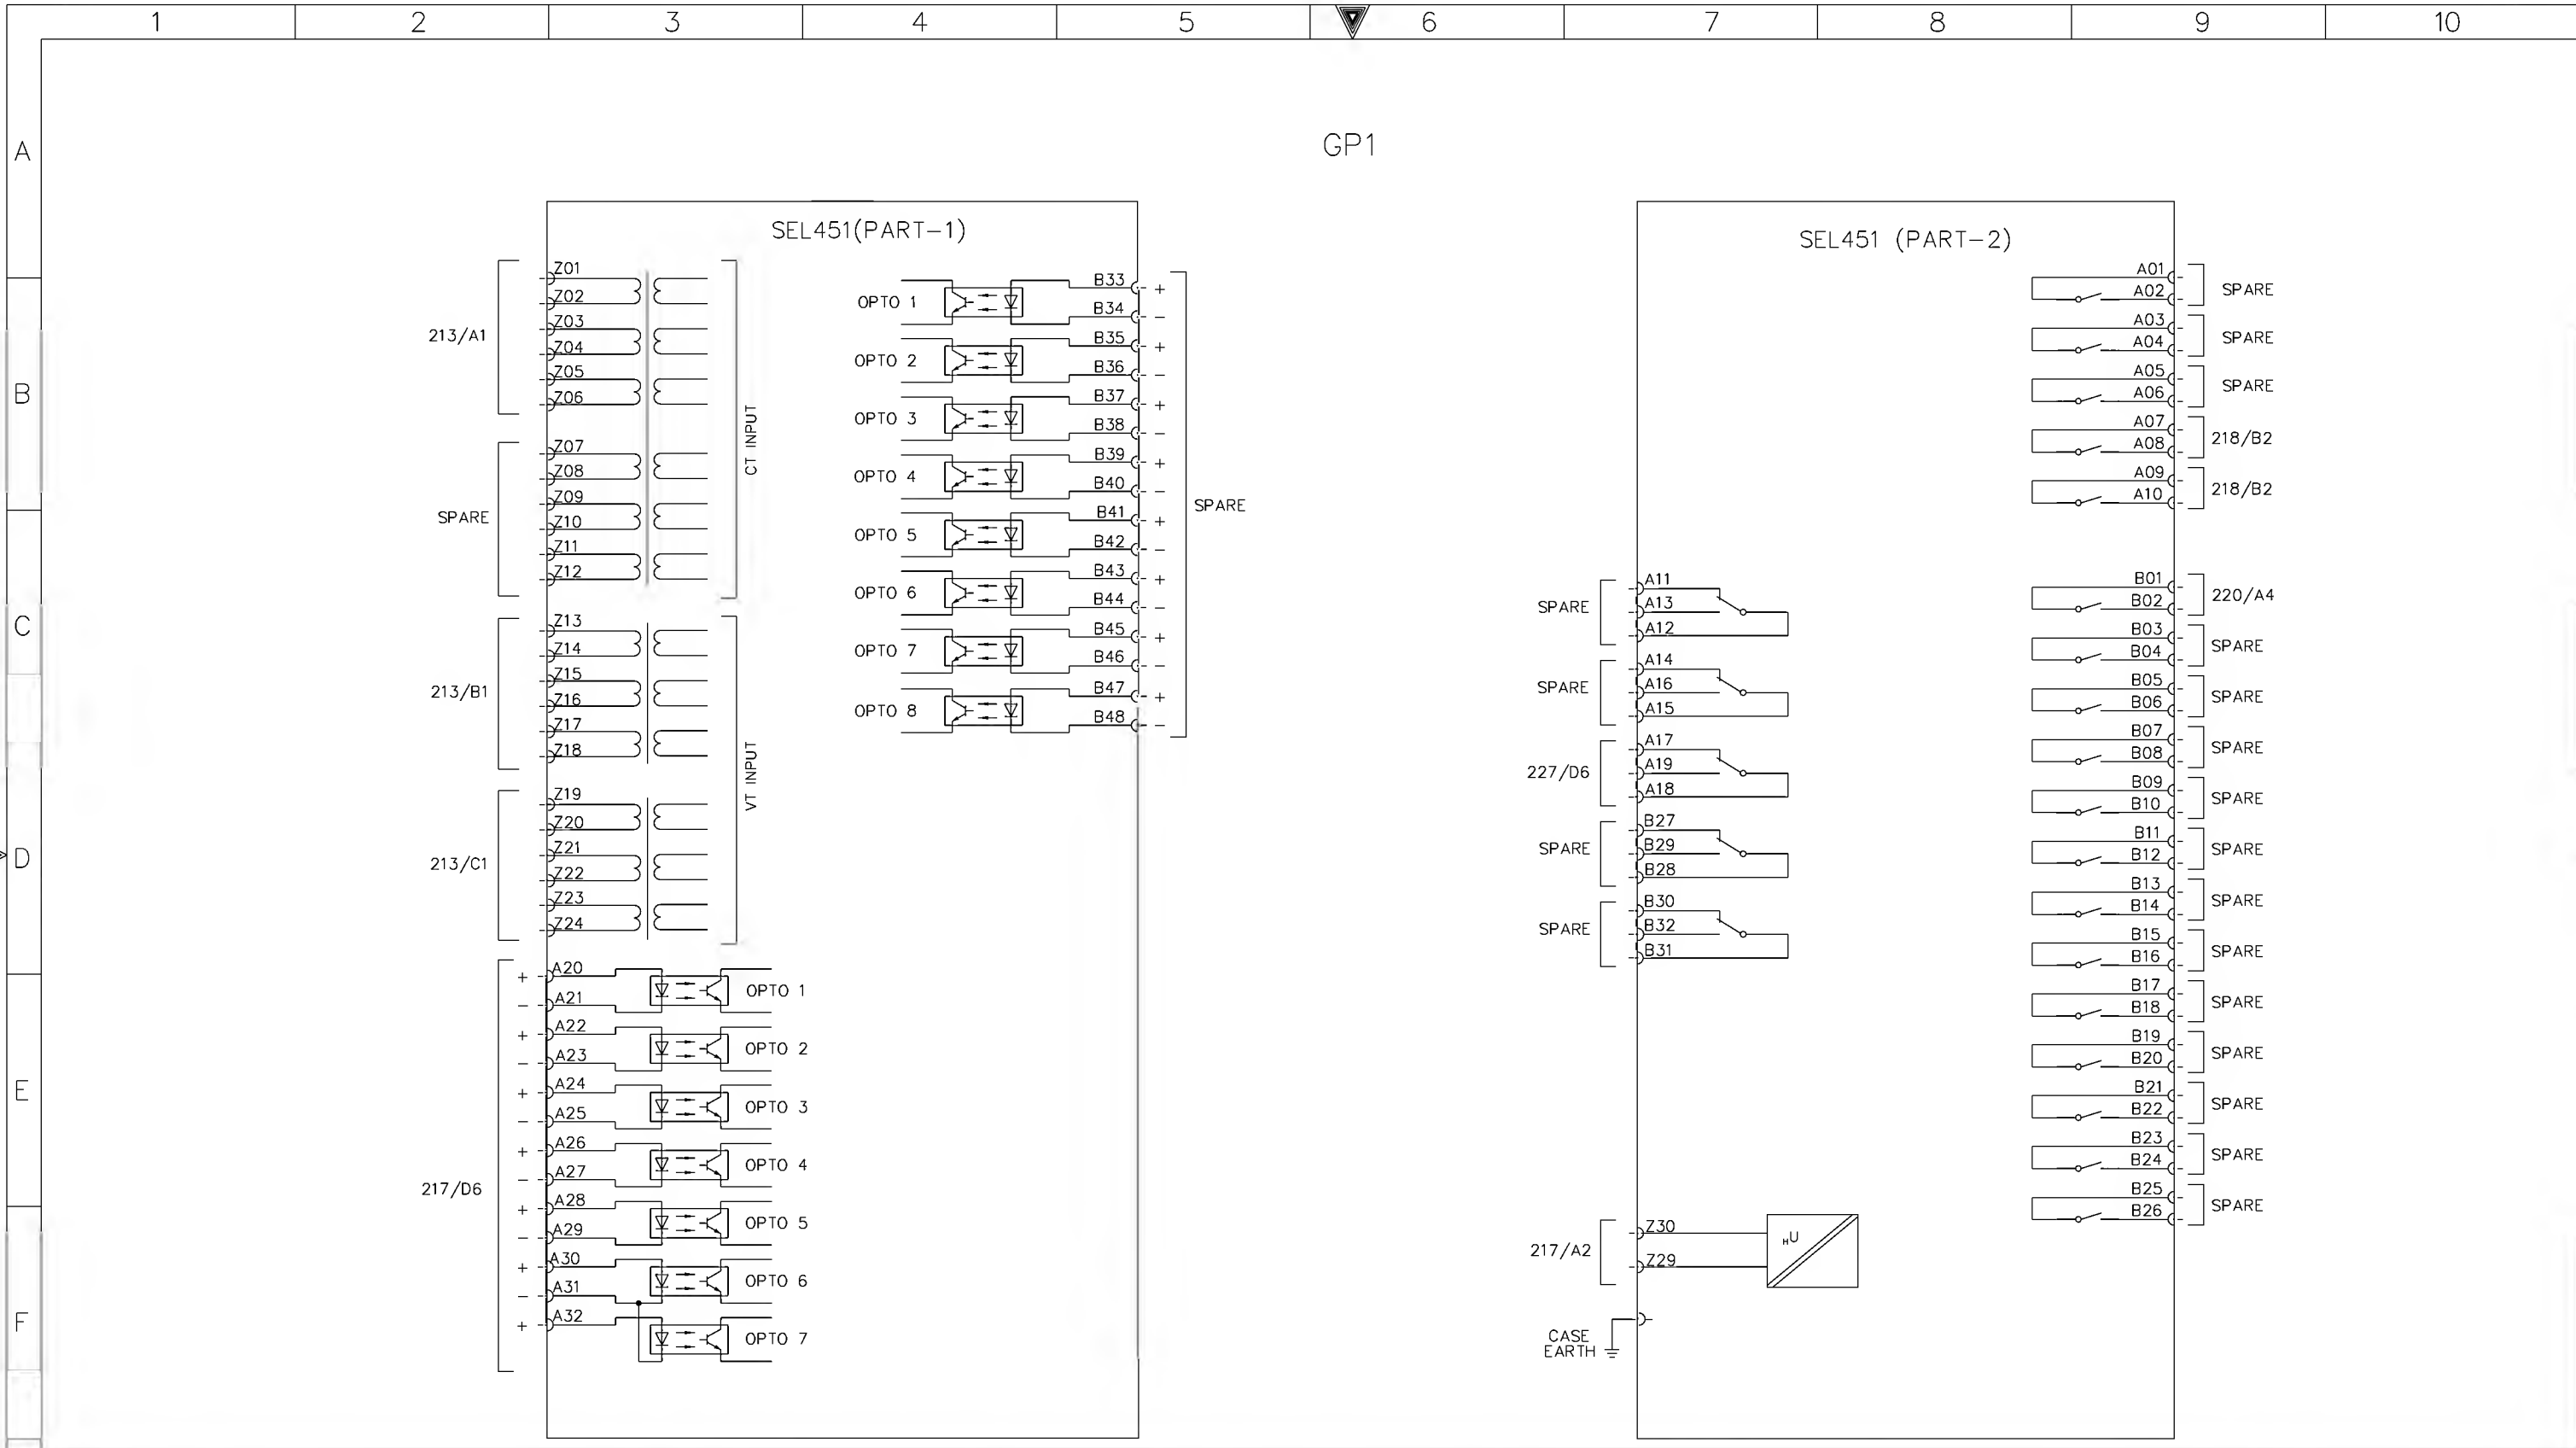 1 2 3 4 5 6 7 8 9 10
A
B
C
D
E
F
GP1
SEL451(PART-1)
213/A1
Z01
Z02
Z03
Z04
Z05
Z06
SPARE
Z07
Z08
Z09
Z10
Z11
Z12
CT INPUT
213/B1
Z13
Z14
Z15
Z16
Z17
Z18
213/C1
Z19
Z20
Z21
Z22
Z23
Z24
VT INPUT
217/D6
+ A20
- A21
OPTO 1
+ A22
- A23
OPTO 2
+ A24
- A25
OPTO 3
+ A26
- A27
OPTO 4
+ A28
- A29
OPTO 5
+ A30
- A31
OPTO 6
+ A32
OPTO 7
OPTO 1
B33 +
B34 -
OPTO 2
B35 +
B36 -
OPTO 3
B37 +
B38 -
OPTO 4
B39 +
B40 -
OPTO 5
B41 +
B42 -
OPTO 6
B43 +
B44 -
OPTO 7
B45 +
B46 -
OPTO 8
B47 +
B48 -
SPARE
SEL451 (PART-2)
SPARE
A11
A13
A12
SPARE
A14
A16
A15
227/D6
A17
A19
A18
SPARE
B27
B29
B28
SPARE
B30
B32
B31
217/A2
Z30
Z29
HU
CASE
EARTH
A01
A02
SPARE
A03
A04
SPARE
A05
A06
SPARE
A07
A08
218/B2
A09
A10
218/B2
B01
B02
220/A4
B03
B04
SPARE
B05
B06
SPARE
B07
B08
SPARE
B09
B10
SPARE
B11
B12
SPARE
B13
B14
SPARE
B15
B16
SPARE
B17
B18
SPARE
B19
B20
SPARE
B21
B22
SPARE
B23
B24
SPARE
B25
B26
SPARE